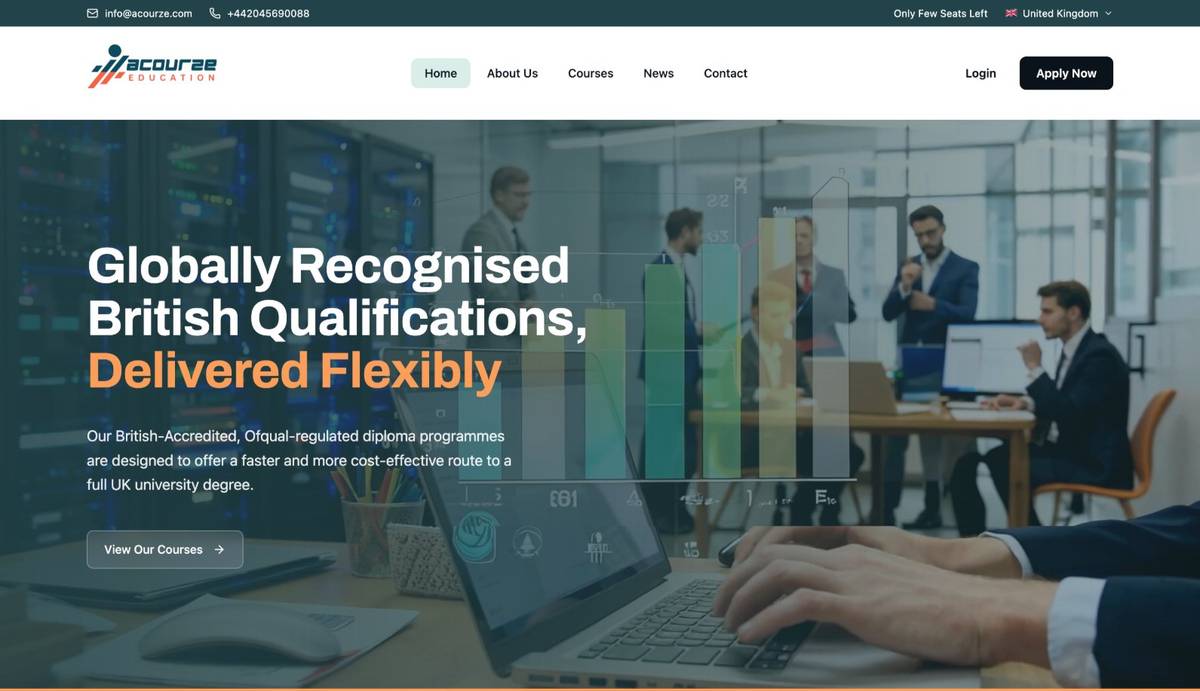 info@acourze.com
+442045690088
Only Few Seats Left
United Kingdom
acourze
EDUCATION
Home
About Us
Courses
News
Contact
Login
Apply Now
Globally Recognised
British Qualifications,
Delivered Flexibly
Our British-Accredited, Ofqual-regulated diploma programmes
are designed to offer a faster and more cost-effective route to a
full UK university degree.
View Our Courses